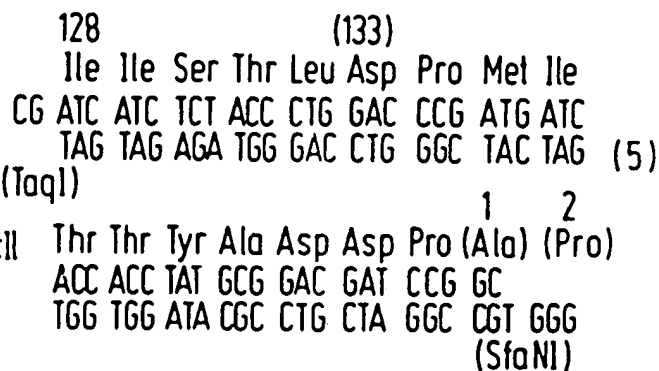 128 (133)
Ile Ile Ser Thr Leu Asp Pro Met Ile
CG ATC ATC TCT ACC CTG GAC CCG ATG ATC
TAG TAG AGA TGG GAC CTG GGC TAC TAG (5)
(TaqI)
1 2
Thr Thr Tyr Ala Asp Asp Pro (Ala) (Pro)
ACC ACC TAT GCG GAC GAT CCG GC
TGG TGG ATA CGC CTG CTA GGC CGT GGG
(SfaNI)